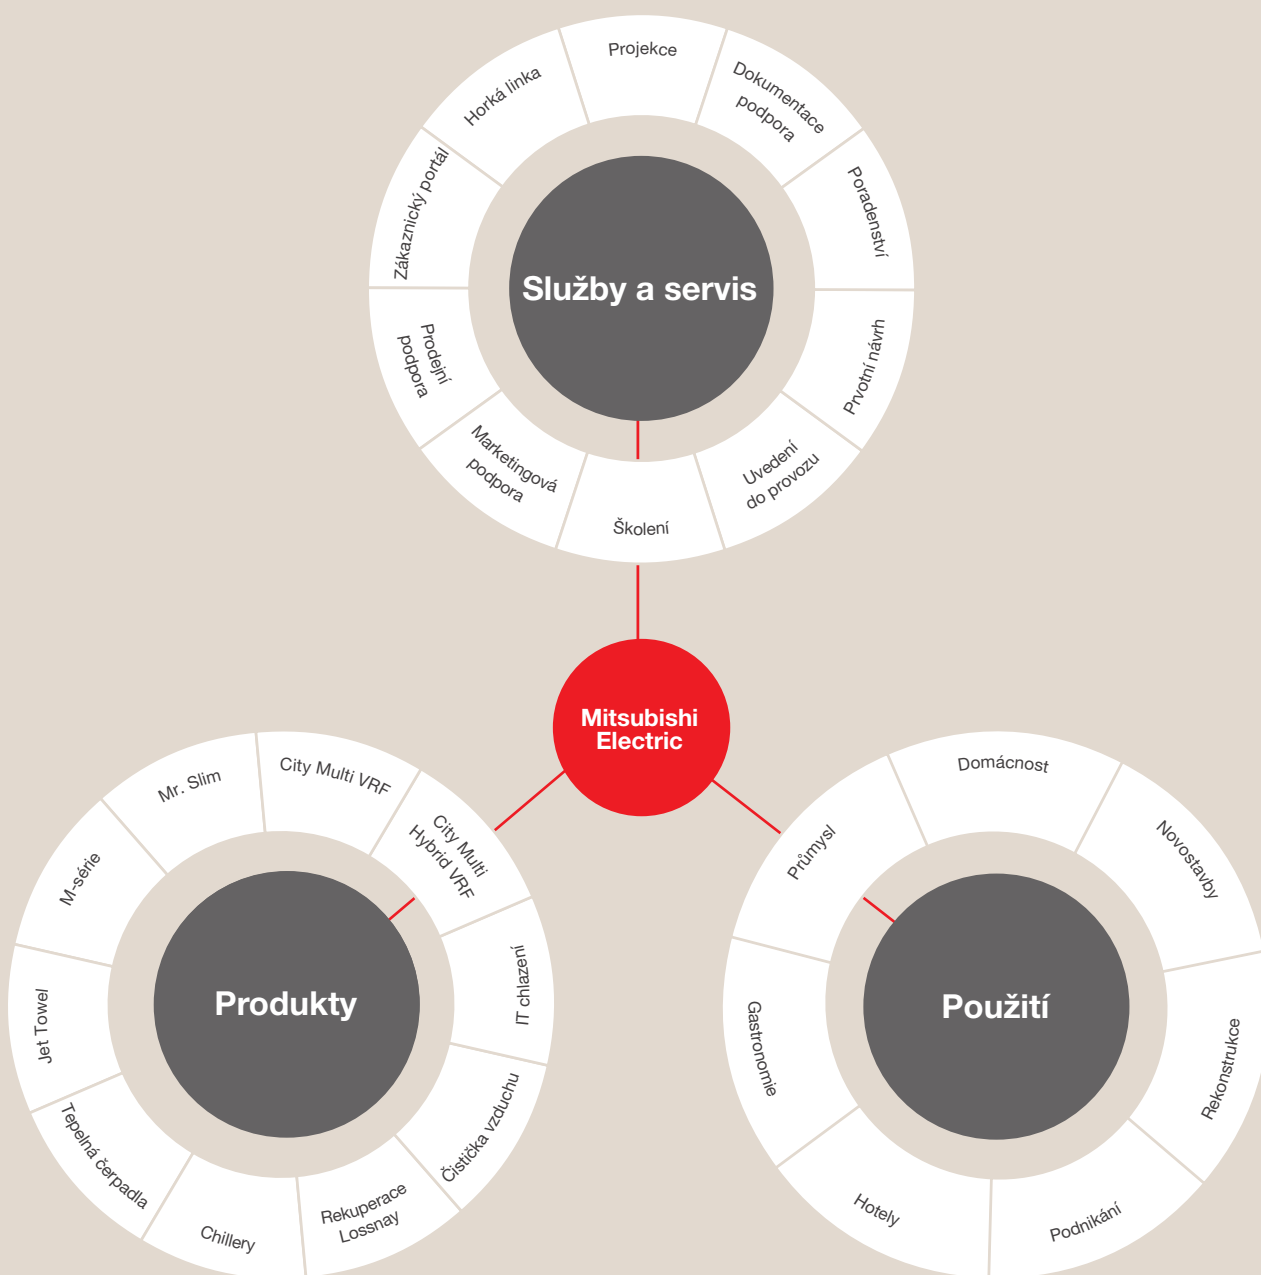 Projekce
Dokumentace
podpora
Poradenství
Prvotní návrh
Uvedení
do provozu
Školení
Marketingová
podpora
Prodejní
podpora
Zákaznický portál
Horká linka
Služby a servis
Mitsubishi
Electric
City Multi VRF
City Multi
Hybrid VRF
IT chlazení
Čistička vzduchu
Rekuperace
Lossnay
Chillery
Tepelná čerpadla
Jet Towel
M-série
Mr. Slim
Produkty
Domácnost
Novostavby
Rekonstrukce
Podnikání
Hotely
Gastronomie
Průmysl
Použití